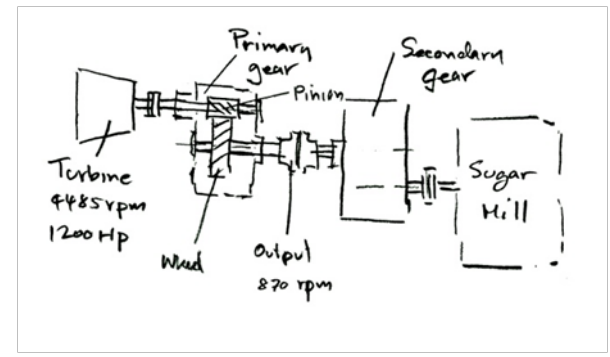 Primary
gear
Pinion
Secondary
gear
Turbine
4485 rpm
1200 Hp
Wheel
Output
870 rpm
Sugar
Mill